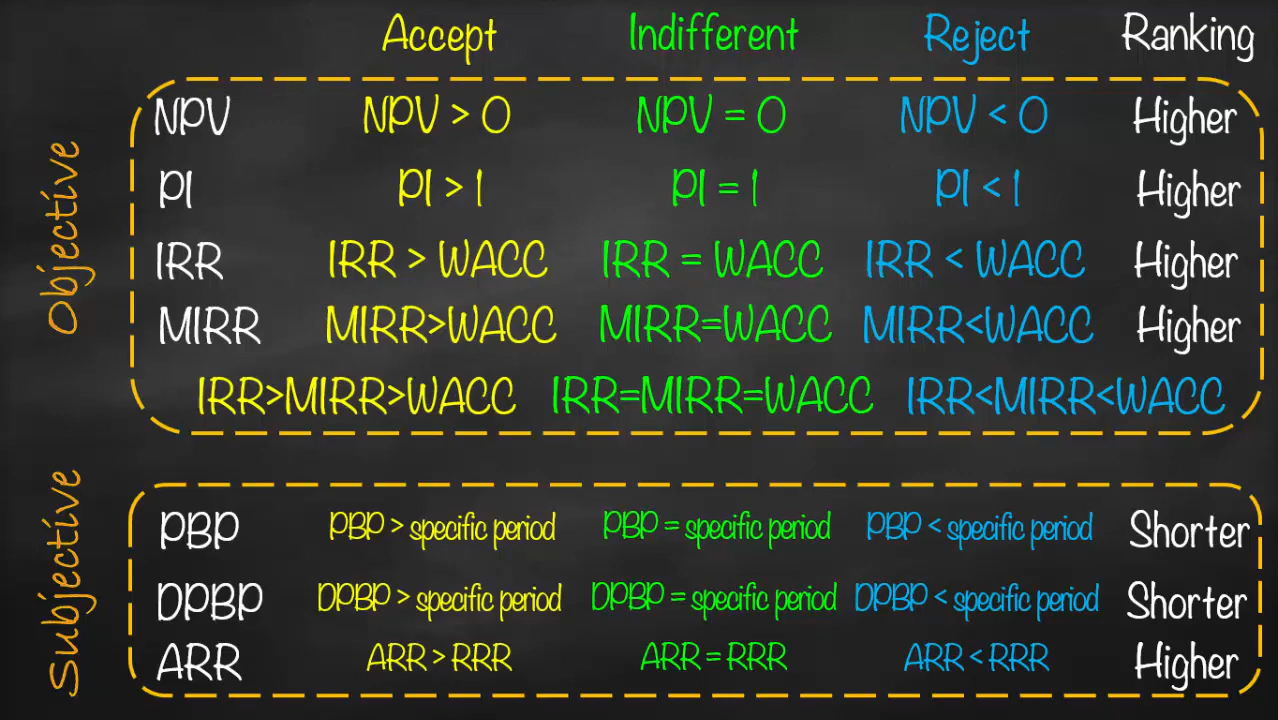 Accept Indifferent Reject Ranking
Objective
NPV NPV > 0 NPV = 0 NPV < 0 Higher
PI PI > 1 PI = 1 PI < 1 Higher
IRR IRR > WACC IRR = WACC IRR < WACC Higher
MIRR MIRR>WACC MIRR=WACC MIRR<WACC Higher
IRR>MIRR>WACC IRR=MIRR=WACC IRR<MIRR<WACC
Subjective
PBP PBP > specific period PBP = specific period PBP < specific period Shorter
DPBP DPBP > specific period DPBP = specific period DPBP < specific period Shorter
ARR ARR > RRR ARR = RRR ARR < RRR Higher